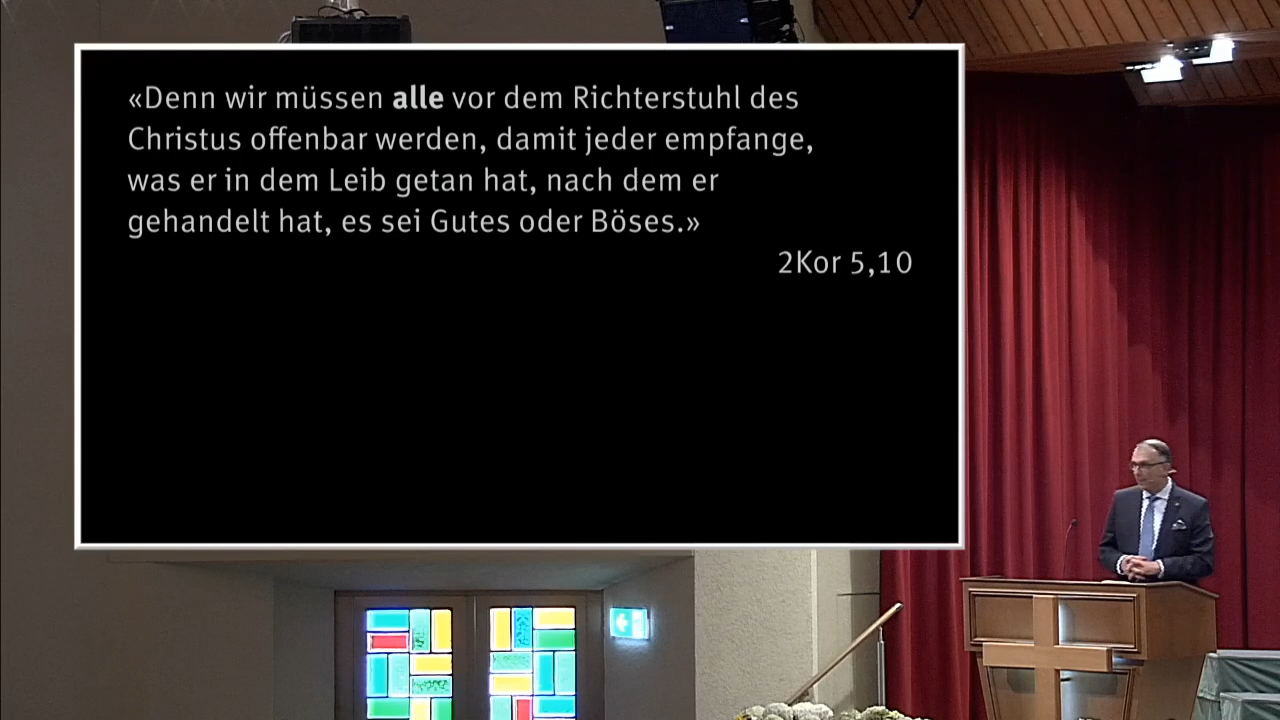 «Denn wir müssen alle vor dem Richterstuhl des
Christus offenbar werden, damit jeder empfange,
was er in dem Leib getan hat, nach dem er
gehandelt hat, es sei Gutes oder Böses.»
2Kor 5,10